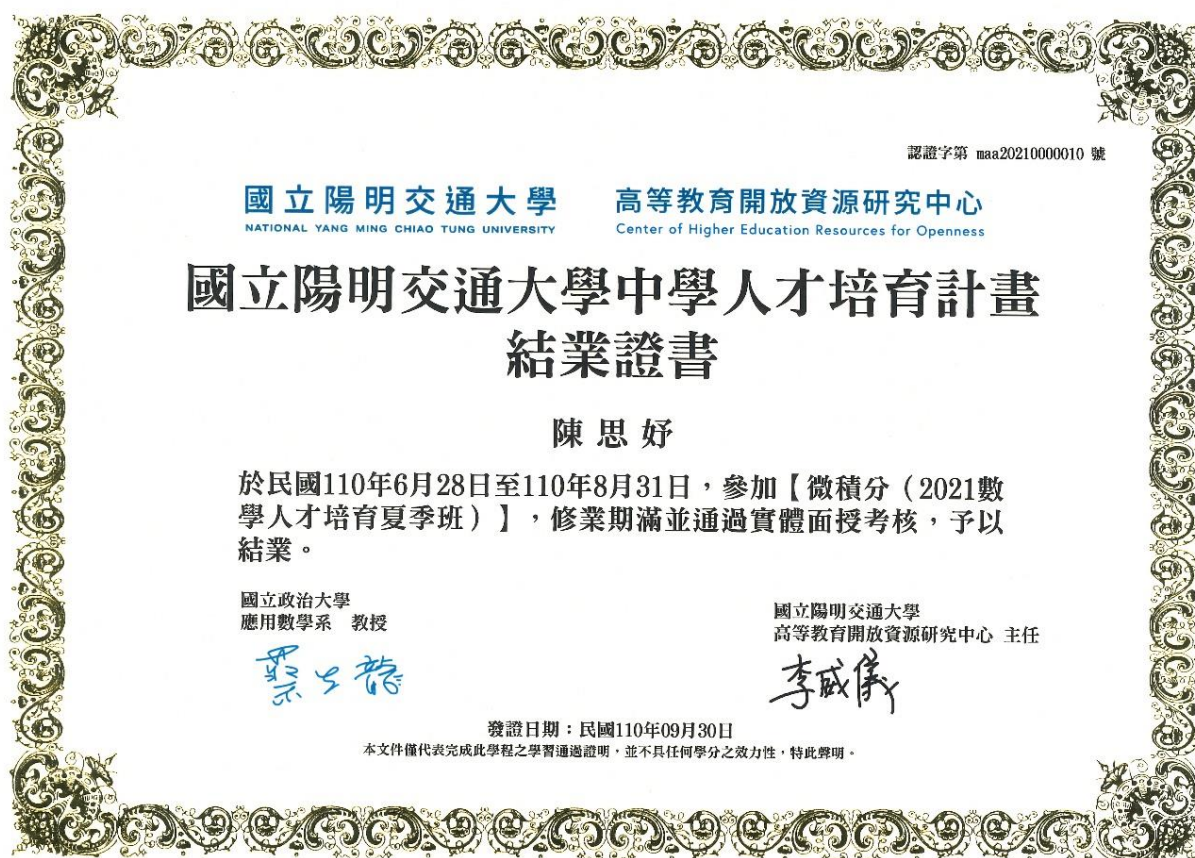 認證字第 maa20210000010 號
國立陽明交通大學 高等教育開放資源研究中心
NATIONAL YANG MING CHIAO TUNG UNIVERSITY Center of Higher Education Resources for Openness
國立陽明交通大學中學人才培育計畫
結業證書
陳思妤
於民國110年6月28日至110年8月31日，參加【微積分（2021數
學人才培育夏季班）】，修業期滿並通過實體面授考核，予以
結業。
國立政治大學
應用數學系 教授
國立陽明交通大學
高等教育開放資源研究中心 主任
李威儀
發證日期：民國110年09月30日
本文件僅代表完成此學程之學習通過證明，並不具任何學分之效力性，特此聲明。